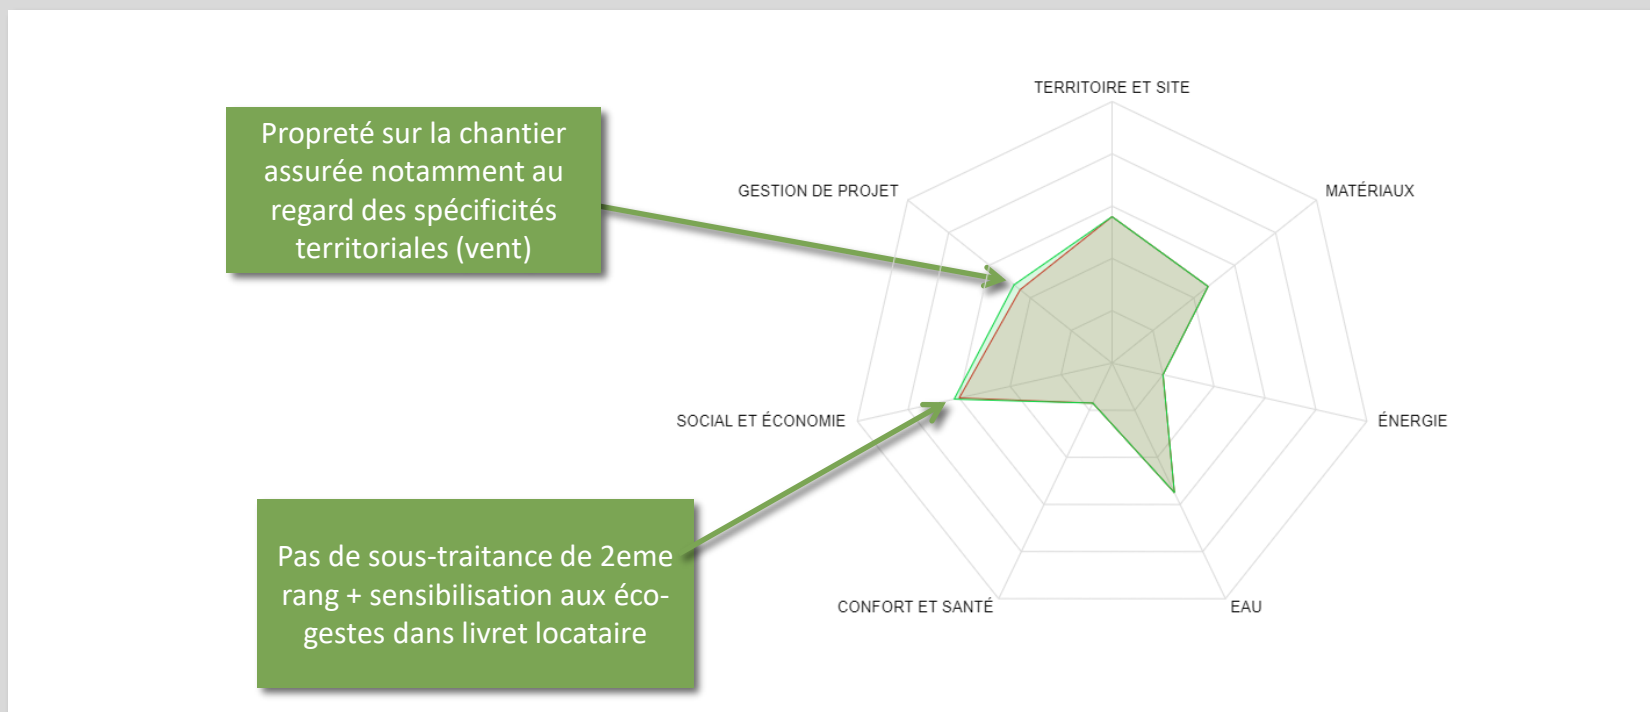 TERRITOIRE ET SITE
Propreté sur la chantier
assurée notamment au
regard des spécificités
territoriales (vent)
GESTION DE PROJET
MATÉRIAUX
SOCIAL ET ÉCONOMIE
ÉNERGIE
Pas de sous-traitance de 2eme
rang + sensibilisation aux éco-
gestes dans livret locataire
CONFORT ET SANTÉ
EAU